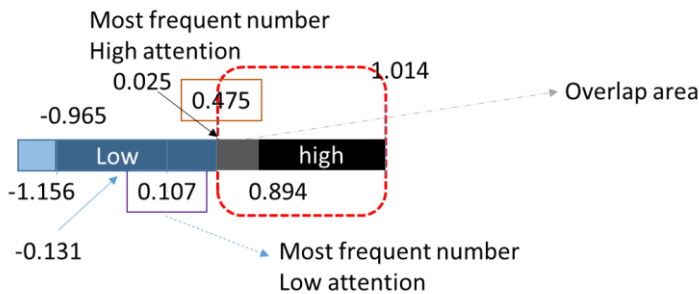 Most frequent number
High attention
1.014
0.025
0.475
Overlap area
-0.965
Low
high
-1.156
0.107
0.894
-0.131
Most frequent number
Low attention